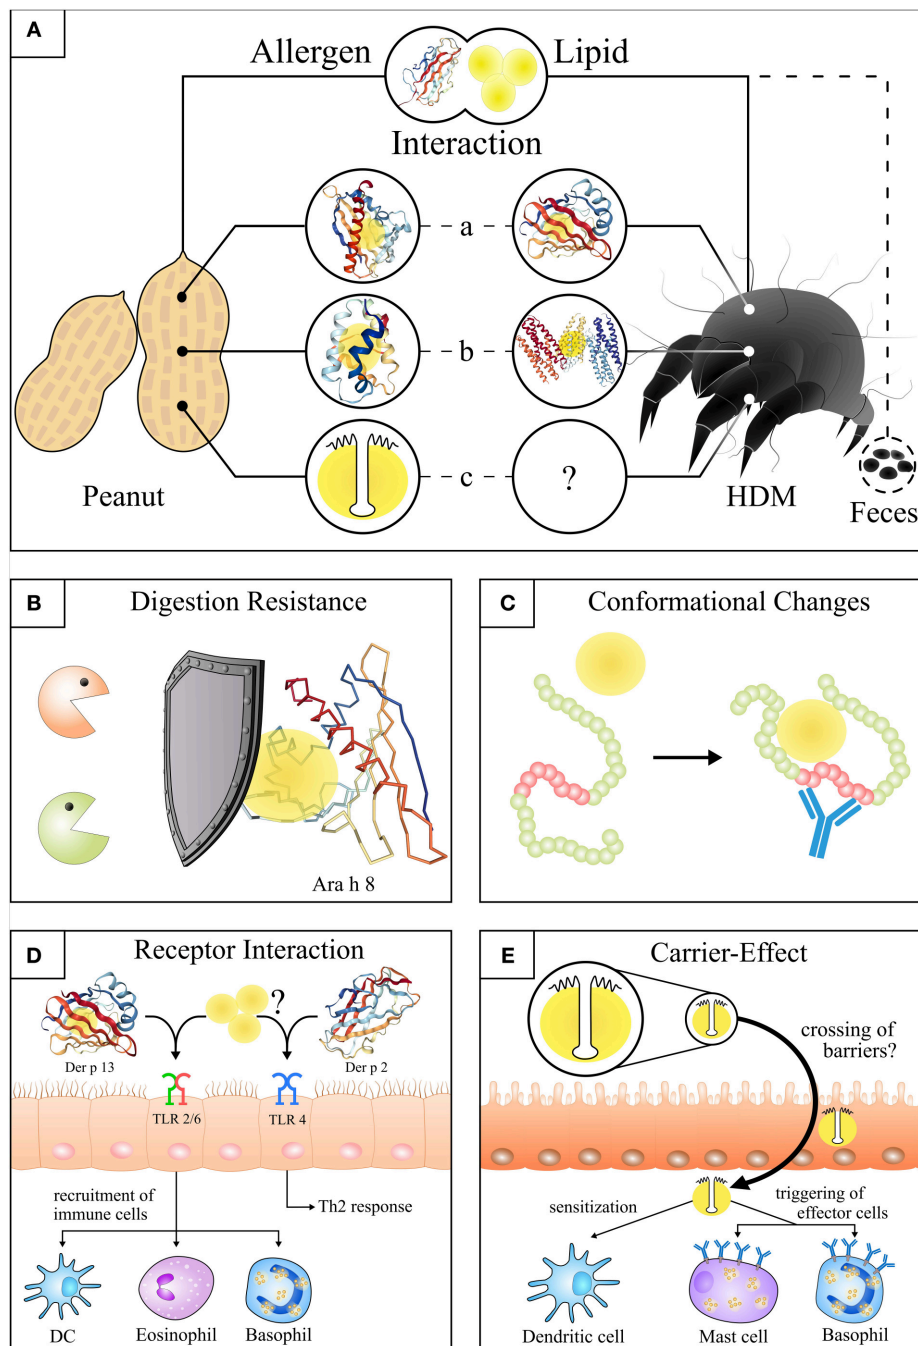 A
Allergen
Lipid
Interaction
a
b
c
?
Peanut
HDM
Feces
B
Digestion Resistance
Ara h 8
C
Conformational Changes
D
Receptor Interaction
?
Der p 13
Der p 2
TLR 2/6
TLR 4
recruitment of
immune cells
Th2 response
DC
Eosinophil
Basophil
E
Carrier-Effect
crossing of
barriers?
sensitization
triggering of
effector cells
Dendritic cell
Mast cell
Basophil